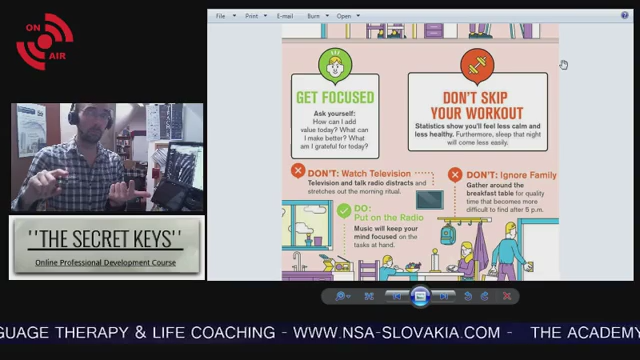 ON
AIR
File
Print
E-mail
Burn
Open
GET FOCUSED
Ask yourself:
How can I add
value today? What can
I make better? What
am I grateful for today?
DON'T SKIP
YOUR WORKOUT
Statistics show you'll feel less calm and
less healthy. Furthermore, sleep that night
will come less easily.
DON'T: Watch Television
Television and talk radio distracts and
stretches out the morning ritual.
DO:
Put on the Radio
Music will keep your
mind focused on the
tasks at hand.
DON'T: Ignore Family
Gather around the
breakfast table for quality
time that becomes more
difficult to find after 5 p.m.
"THE SECRET KEYS"
Online Professional Development Course
GUAGE THERAPY & LIFE COACHING - WWW.NSA-SLOVAKIA.COM - THE ACADEMY